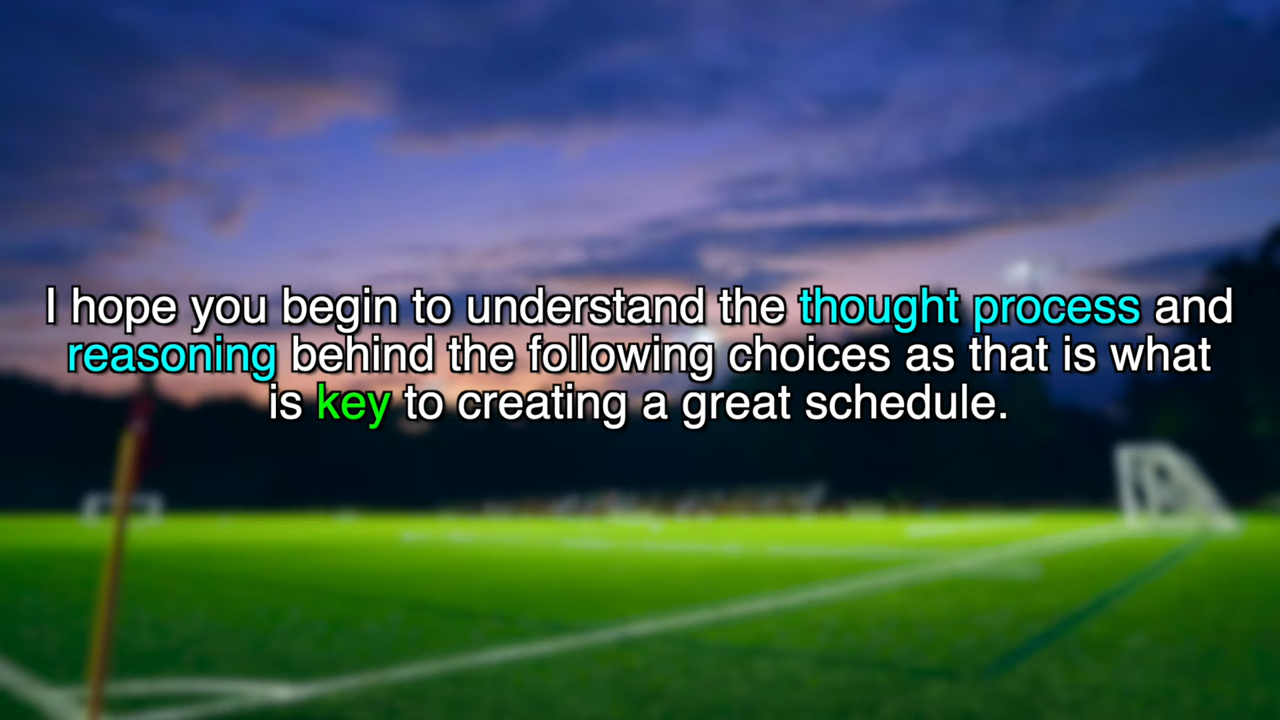 I hope you begin to understand the thought process and
reasoning behind the following choices as that is what
is key to creating a great schedule.